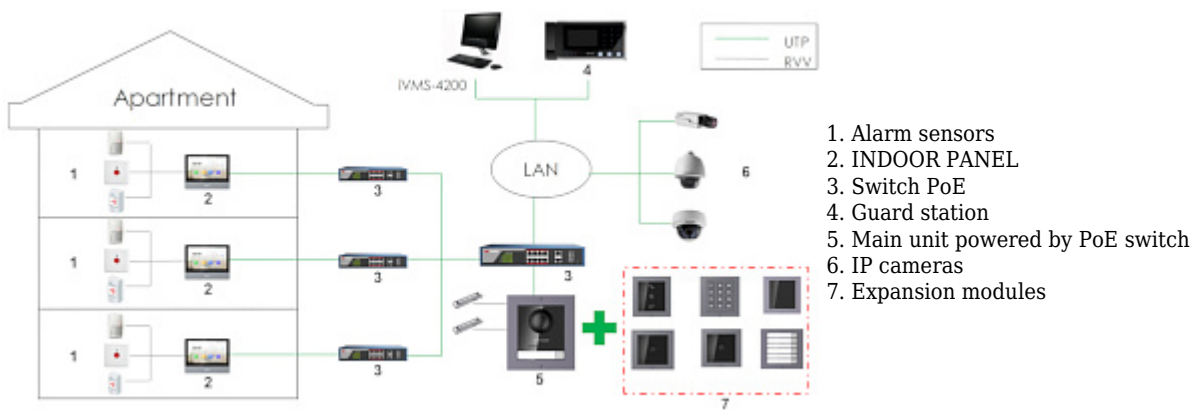 UTP
RVV
4
iVMS-4200
Apartment
LAN
1
2
3
1
2
3
1
2
3
3
5
6
7
1. Alarm sensors
2. INDOOR PANEL
3. Switch PoE
4. Guard station
5. Main unit powered by PoE switch
6. IP cameras
7. Expansion modules